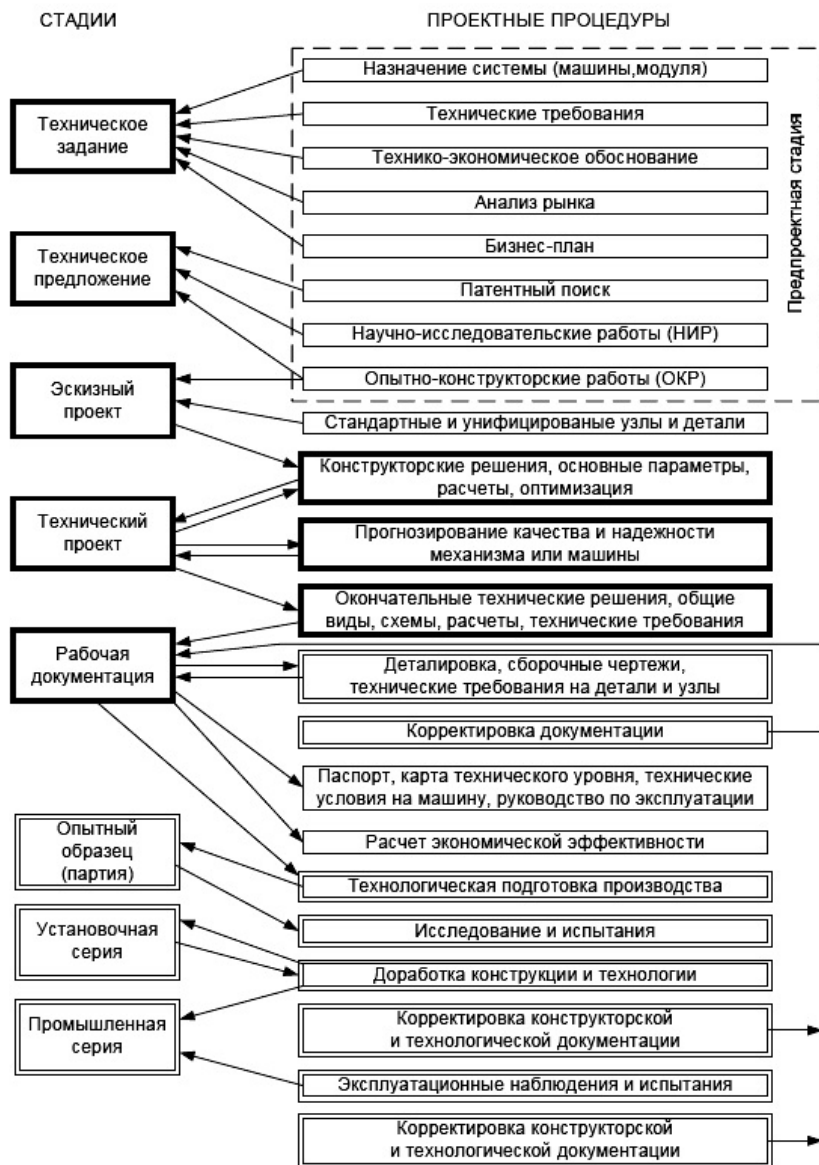 СТАДИИ
ПРОЕКТНЫЕ ПРОЦЕДУРЫ
Техническое
задание
Техническое
предложение
Эскизный
проект
Технический
проект
Рабочая
документация
Опытный
образец
(партия)
Установочная
серия
Промышленная
серия
Назначение системы (машины,модуля)
Технические требования
Технико-экономическое обоснование
Анализ рынка
Бизнес-план
Патентный поиск
Научно-исследовательские работы (НИР)
Опытно-конструкторские работы (ОКР)
Предпроектная стадия
Стандартные и унифицированые узлы и детали
Конструкторские решения, основные параметры,
расчеты, оптимизация
Прогнозирование качества и надежности
механизма или машины
Окончательные технические решения, общие
виды, схемы, расчеты, технические требования
Деталировка, сборочные чертежи,
технические требования на детали и узлы
Корректировка документации
Паспорт, карта технического уровня, технические
условия на машину, руководство по эксплуатации
Расчет экономической эффективности
Технологическая подготовка производства
Исследование и испытания
Доработка конструкции и технологии
Корректировка конструкторской
и технологической документации
Эксплуатационные наблюдения и испытания
Корректировка конструкторской
и технологической документации